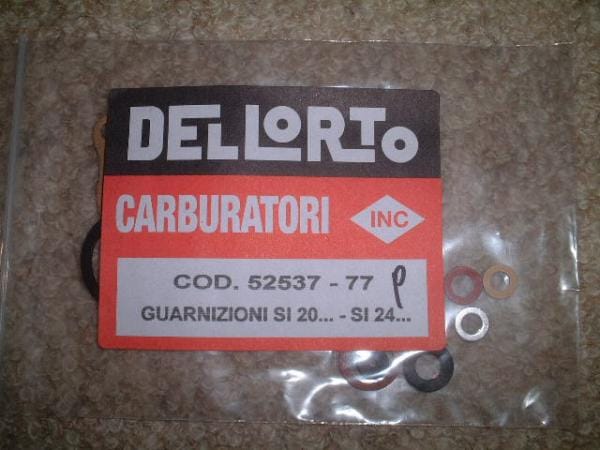 DELLORTO
CARBURATORI INC
COD. 52537 - 77 P
GUARNIZIONI SI 20... - SI 24...